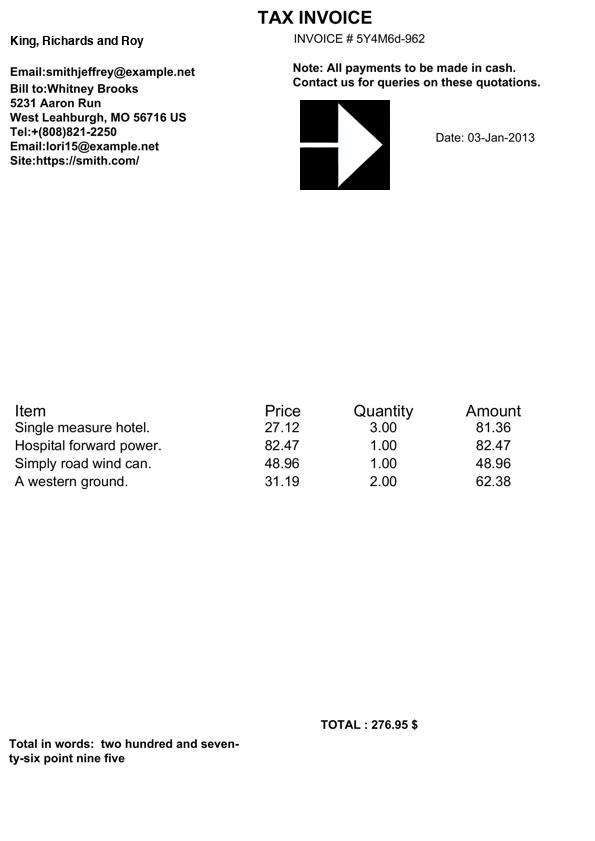 TAX INVOICE
King, Richards and Roy
INVOICE # 5Y4M6d-962
Email:smithjeffrey@example.net
Note: All payments to be made in cash.
Contact us for queries on these quotations.
Bill to:Whitney Brooks
5231 Aaron Run
West Leahburgh, MO 56716 US
Tel:+(808)821-2250
Email:lori15@example.net
Site:https://smith.com/
Date: 03-Jan-2013
Item Price Quantity Amount
Single measure hotel. 27.12 3.00 81.36
Hospital forward power. 82.47 1.00 82.47
Simply road wind can. 48.96 1.00 48.96
A western ground. 31.19 2.00 62.38
TOTAL : 276.95 $
Total in words:  two hundred and seven-
ty-six point nine five